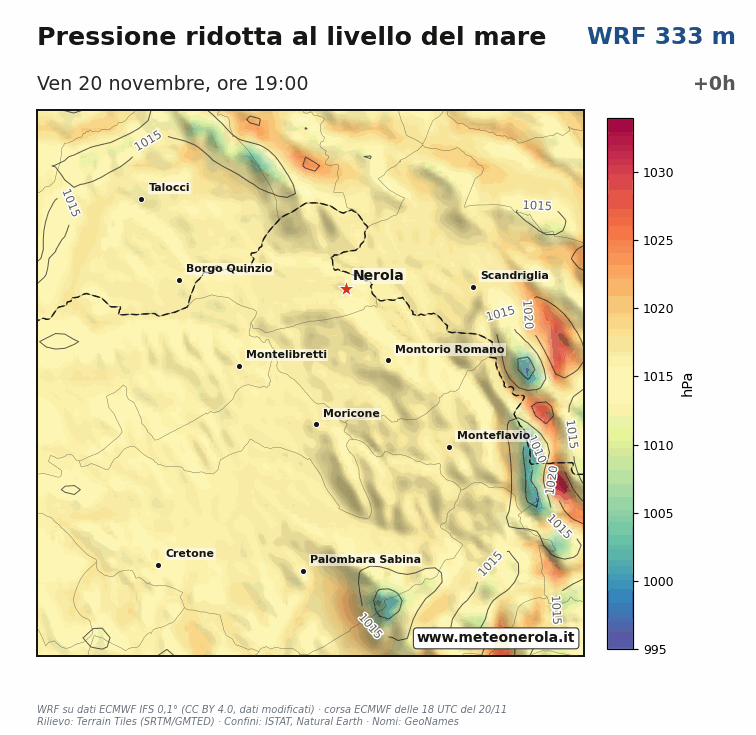 Pressione ridotta al livello del mare
WRF 333 m
Ven 20 novembre, ore 19:00
+0h
1015
Talocci
1015
1015
Borgo Quinzio
Nerola
Scandriglia
1015
1020
Montelibretti
Montorio Romano
Moricone
Monteflavio
1015
1010
1020
1015
Cretone
Palombara Sabina
1015
1015
1015
www.meteonerola.it
1030
1025
1020
1015
1010
1005
1000
995
hPa
WRF su dati ECMWF IFS 0,1° (CC BY 4.0, dati modificati) · corsa ECMWF delle 18 UTC del 20/11
Rilievo: Terrain Tiles (SRTM/GMTED) · Confini: ISTAT, Natural Earth · Nomi: GeoNames